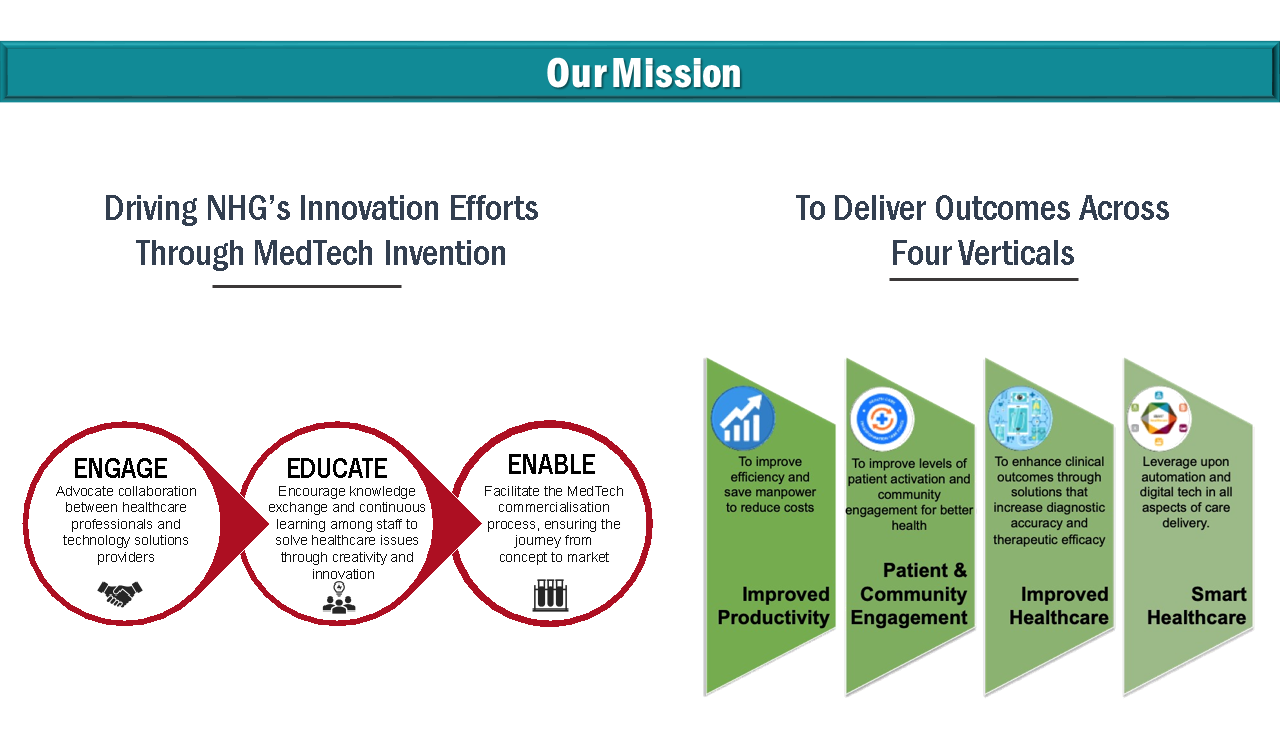 Our Mission
Driving NHG's Innovation Efforts
Through MedTech Invention
ENGAGE
Advocate collaboration
between healthcare
professionals and
technology solutions
providers
EDUCATE
Encourage knowledge
exchange and continuous
learning among staff to
solve healthcare issues
through creativity and
innovation
ENABLE
Facilitate the MedTech
commercialisation
process, ensuring the
journey from
concept to market
To Deliver Outcomes Across
Four Verticals
To improve
efficiency and
save manpower
to reduce costs
Improved
Productivity
To improve levels of
patient activation and
community
engagement for better
health
Patient &
Community
Engagement
To enhance clinical
outcomes through
solutions that
increase diagnostic
accuracy and
therapeutic efficacy
Improved
Healthcare
Leverage upon
automation and
digital tech in all
aspects of care
delivery.
Smart
Healthcare